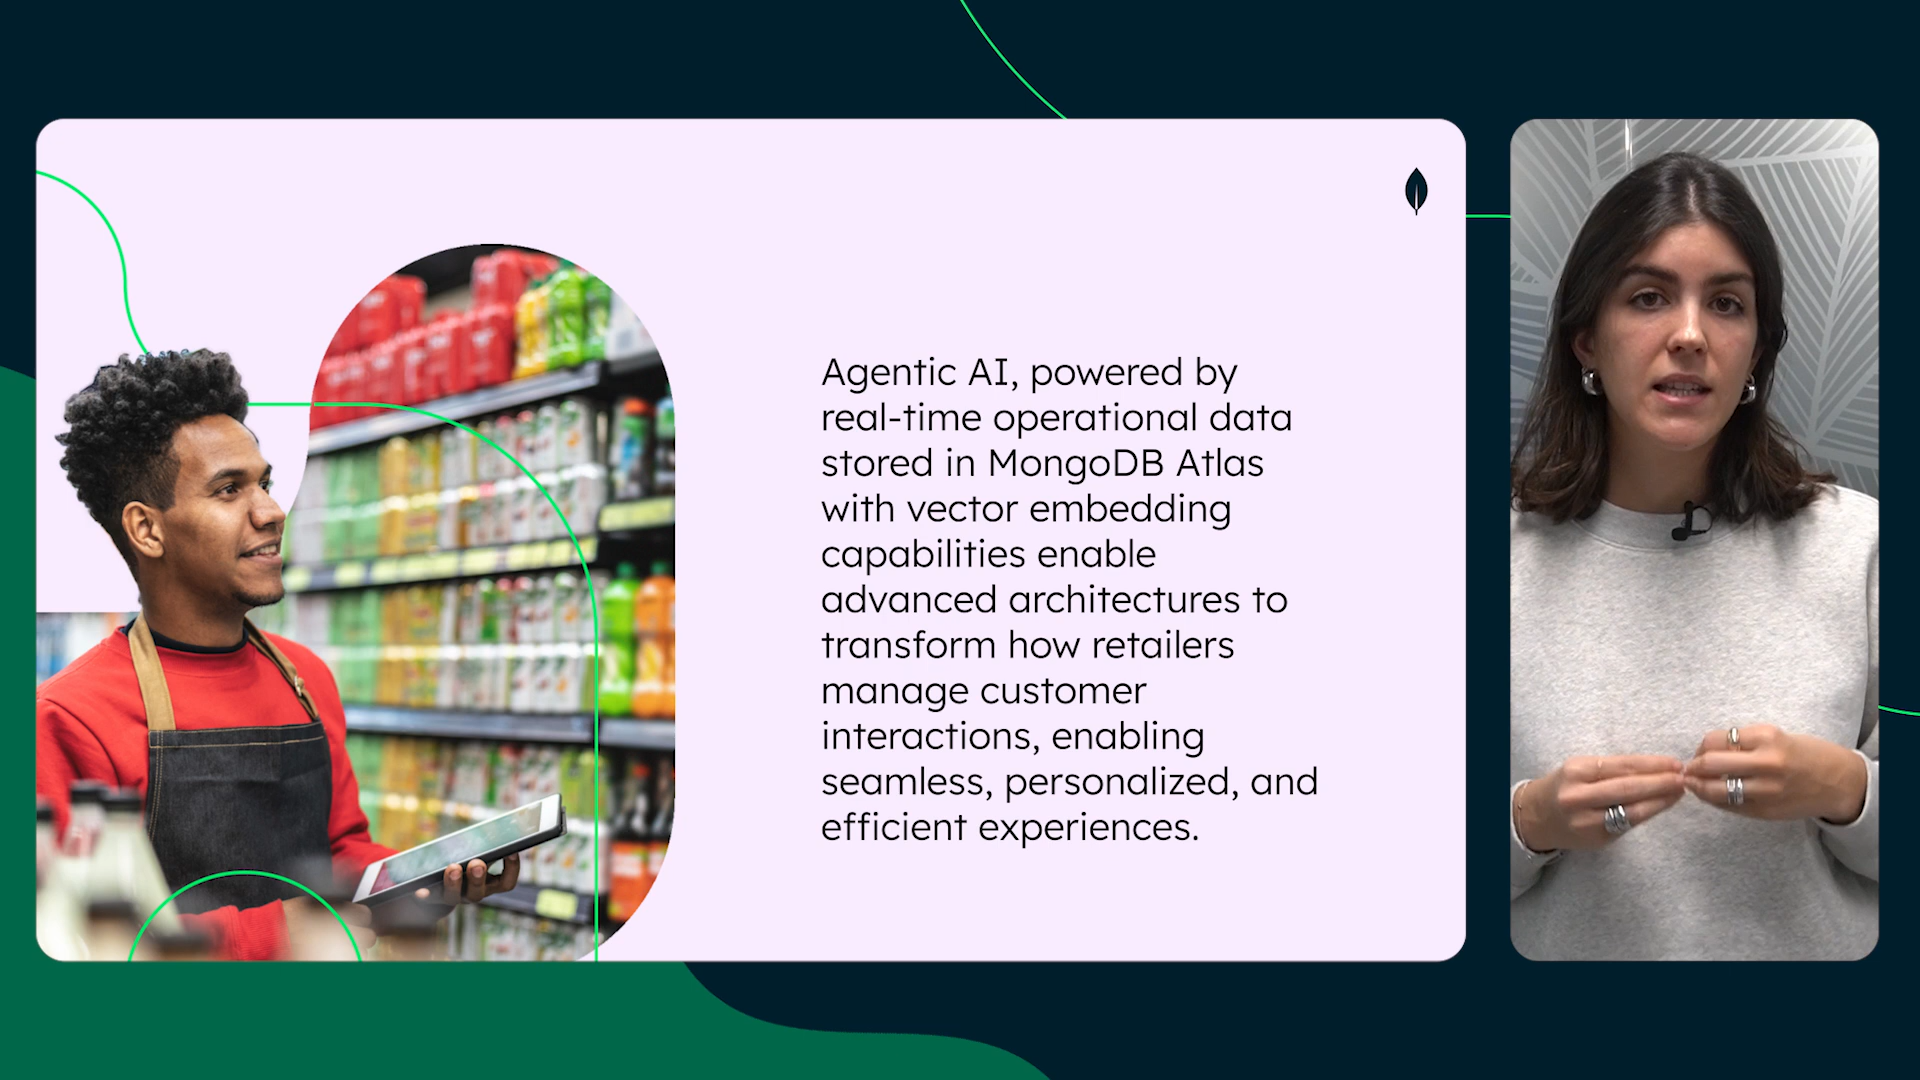 Agentic AI, powered by
real-time operational data
stored in MongoDB Atlas
with vector embedding
capabilities enable
advanced architectures to
transform how retailers
manage customer
interactions, enabling
seamless, personalized, and
efficient experiences.